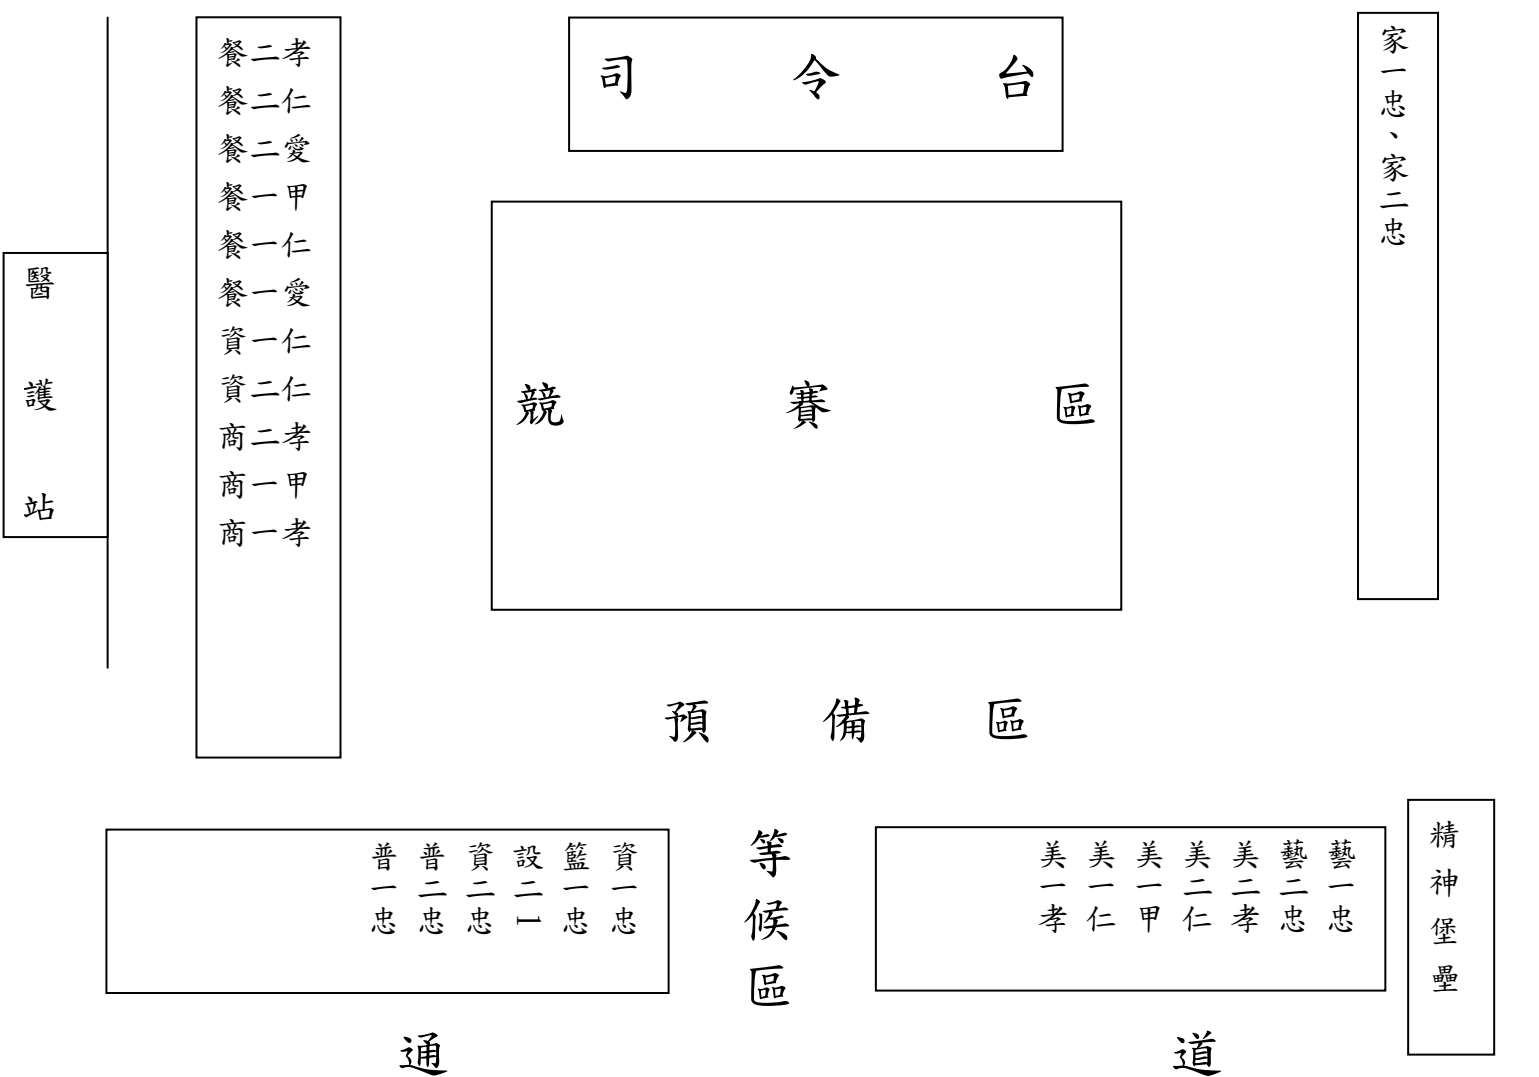 司令台
餐二孝
餐二仁
餐二愛
餐一甲
餐一仁
餐一愛
資一仁
資二仁
商二孝
商一甲
商一孝
家一忠、家二忠
醫護站
競賽區
預備區
資一忠
籃一忠
設二1
資二忠
普二忠
普一忠
等候區
藝一忠
藝二忠
美二孝
美二仁
美一甲
美一仁
美一孝
精神堡壘
通道